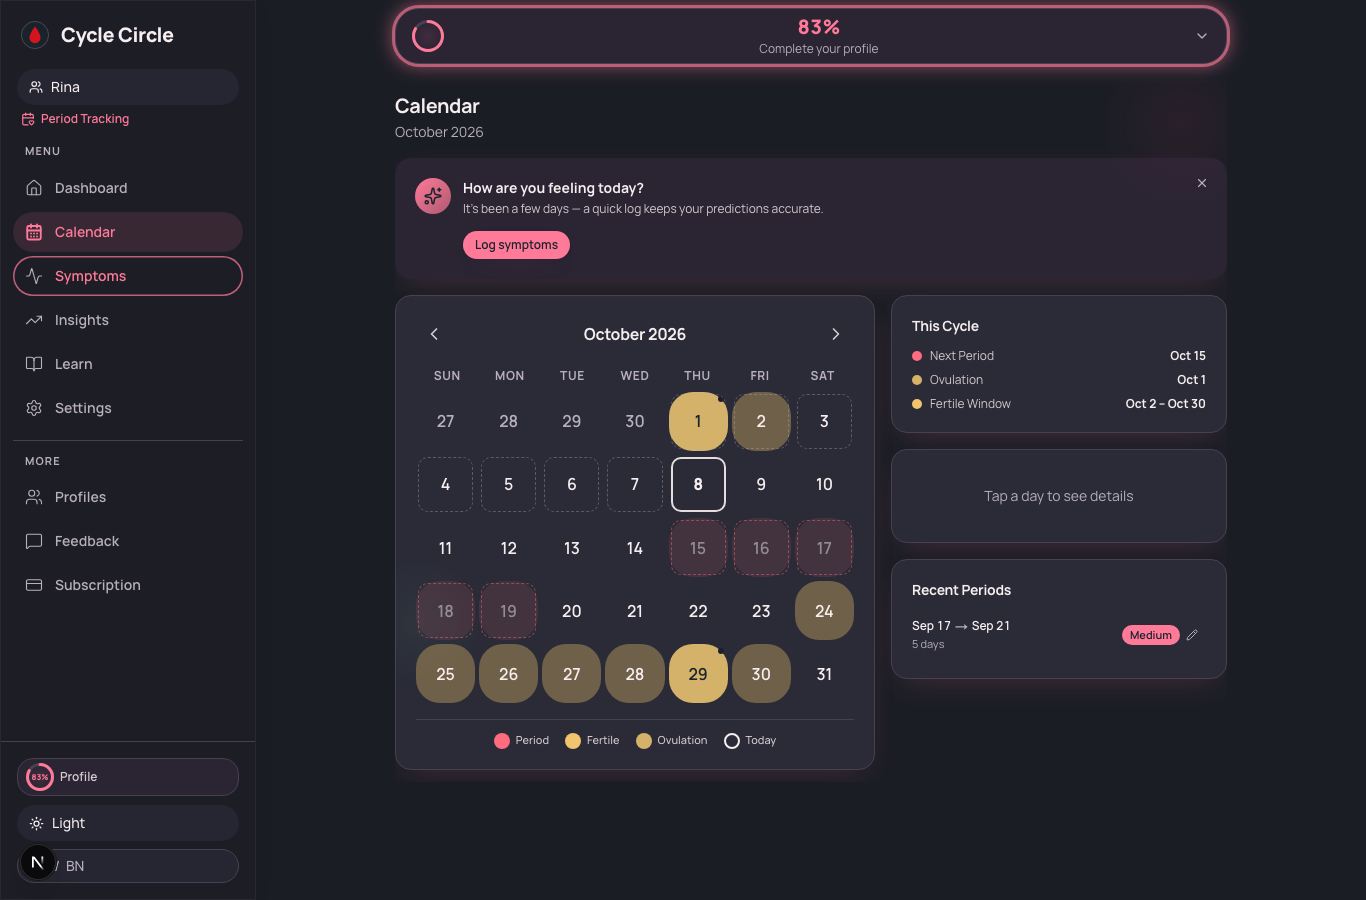 Cycle Circle
Rina
Period Tracking
MENU
Dashboard
Calendar
Symptoms
Insights
Learn
Settings
MORE
Profiles
Feedback
Subscription
83%
Profile
Light
N
/ BN
83%
Complete your profile
Calendar
October 2026
How are you feeling today?
It's been a few days — a quick log keeps your predictions accurate.
Log symptoms
October 2026
SUN MON TUE WED THU FRI SAT
27 28 29 30 1 2 3
4 5 6 7 8 9 10
11 12 13 14 15 16 17
18 19 20 21 22 23 24
25 26 27 28 29 30 31
Period Fertile Ovulation Today
This Cycle
Next Period Oct 15
Ovulation Oct 1
Fertile Window Oct 2 – Oct 30
Tap a day to see details
Recent Periods
Sep 17 → Sep 21
5 days
Medium